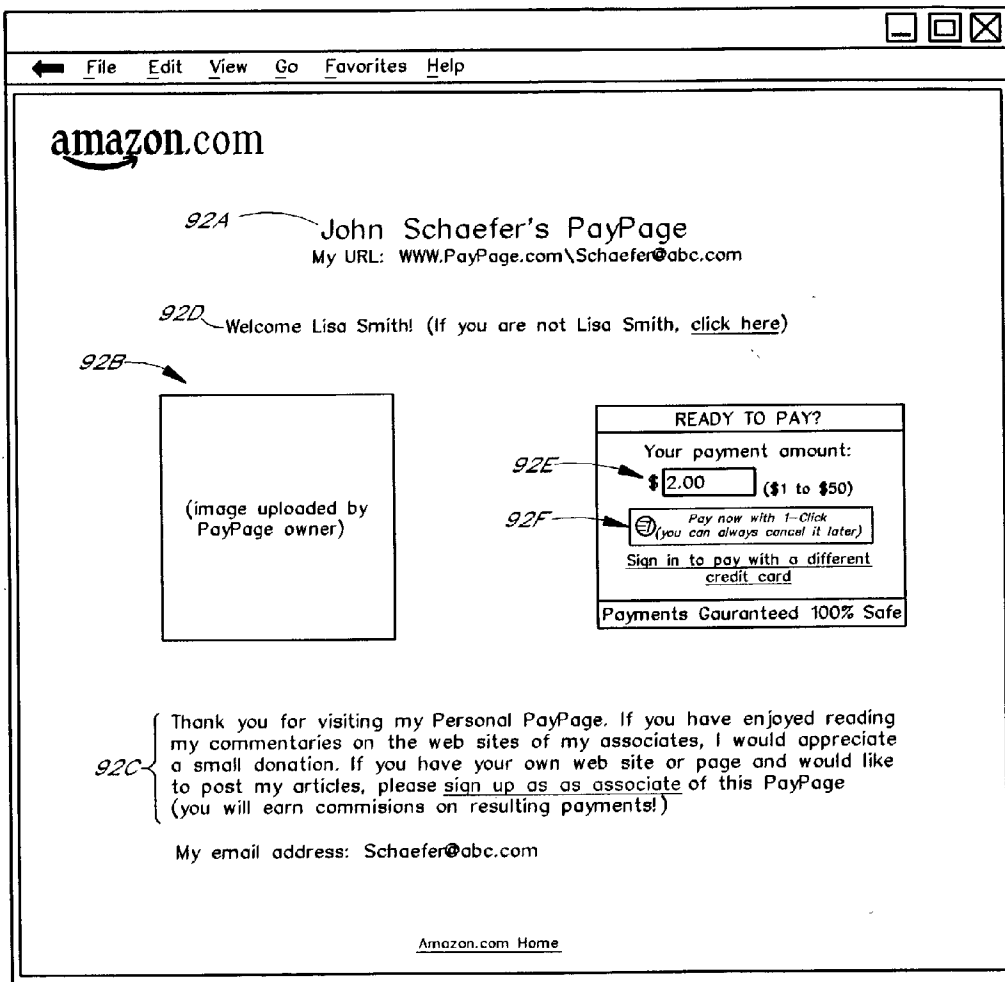 File Edit View Go Favorites Help
amazon.com
92A
John Schaefer's PayPage
My URL: WWW.PayPage.com\Schaefer@abc.com
92D
Welcome Lisa Smith! (If you are not Lisa Smith, click here)
92B
(image uploaded by
PayPage owner)
READY TO PAY?
Your payment amount:
92E
$ 2.00 ($1 to $50)
92F
Pay now with 1-Click
(you can always cancel it later)
Sign in to pay with a different
credit card
Payments Gauranteed 100% Safe
92C
Thank you for visiting my Personal PayPage. If you have enjoyed reading
my commentaries on the web sites of my associates, I would appreciate
a small donation. If you have your own web site or page and would like
to post my articles, please sign up as as associate of this PayPage
(you will earn commisions on resulting payments!)
My email address: Schaefer@abc.com
Amazon.com Home